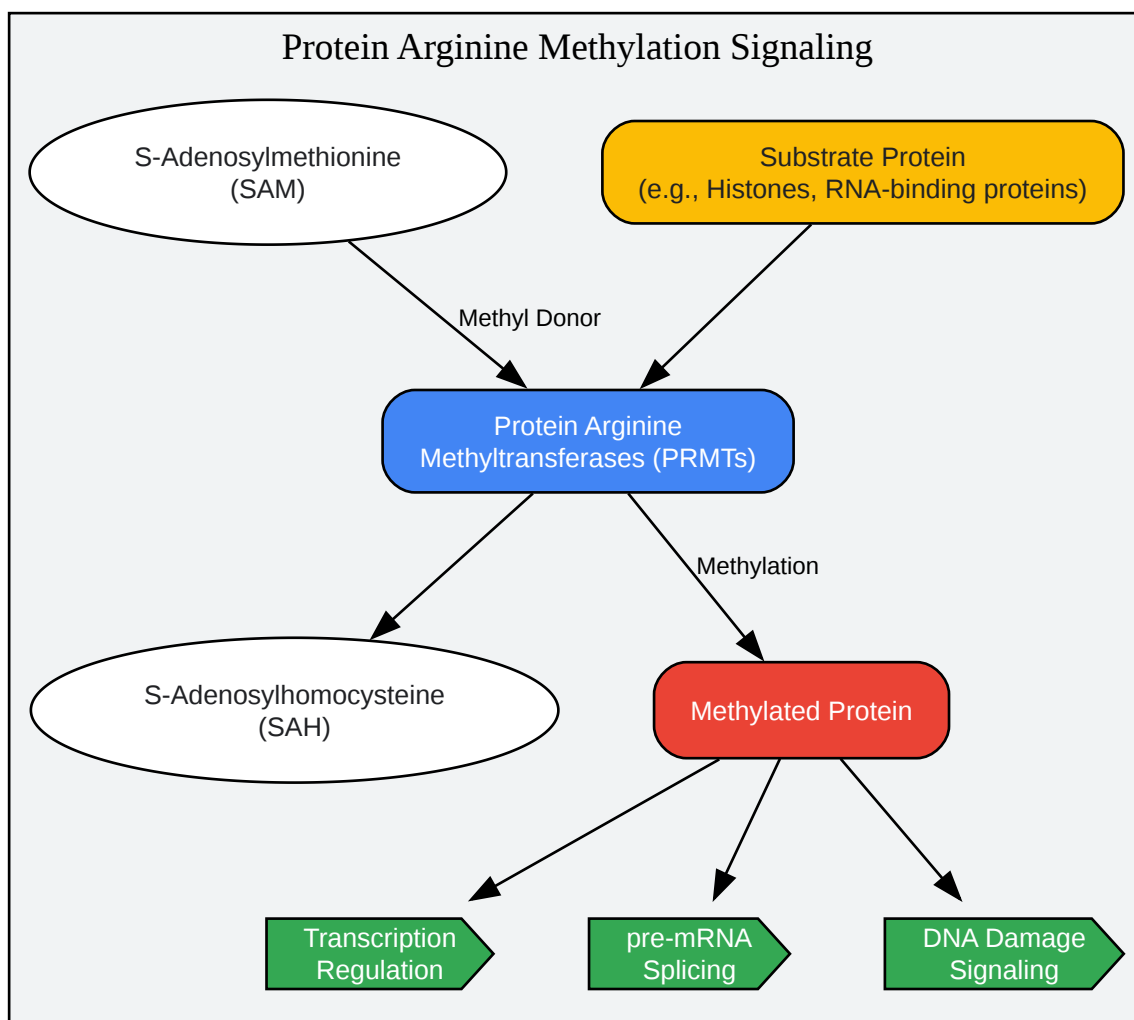 Protein Arginine Methylation Signaling
S-Adenosylmethionine
(SAM)
Substrate Protein
(e.g., Histones, RNA-binding proteins)
Methyl Donor
Protein Arginine
Methyltransferases (PRMTs)
Methylation
S-Adenosylhomocysteine
(SAH)
Methylated Protein
Transcription
Regulation
pre-mRNA
Splicing
DNA Damage
Signaling